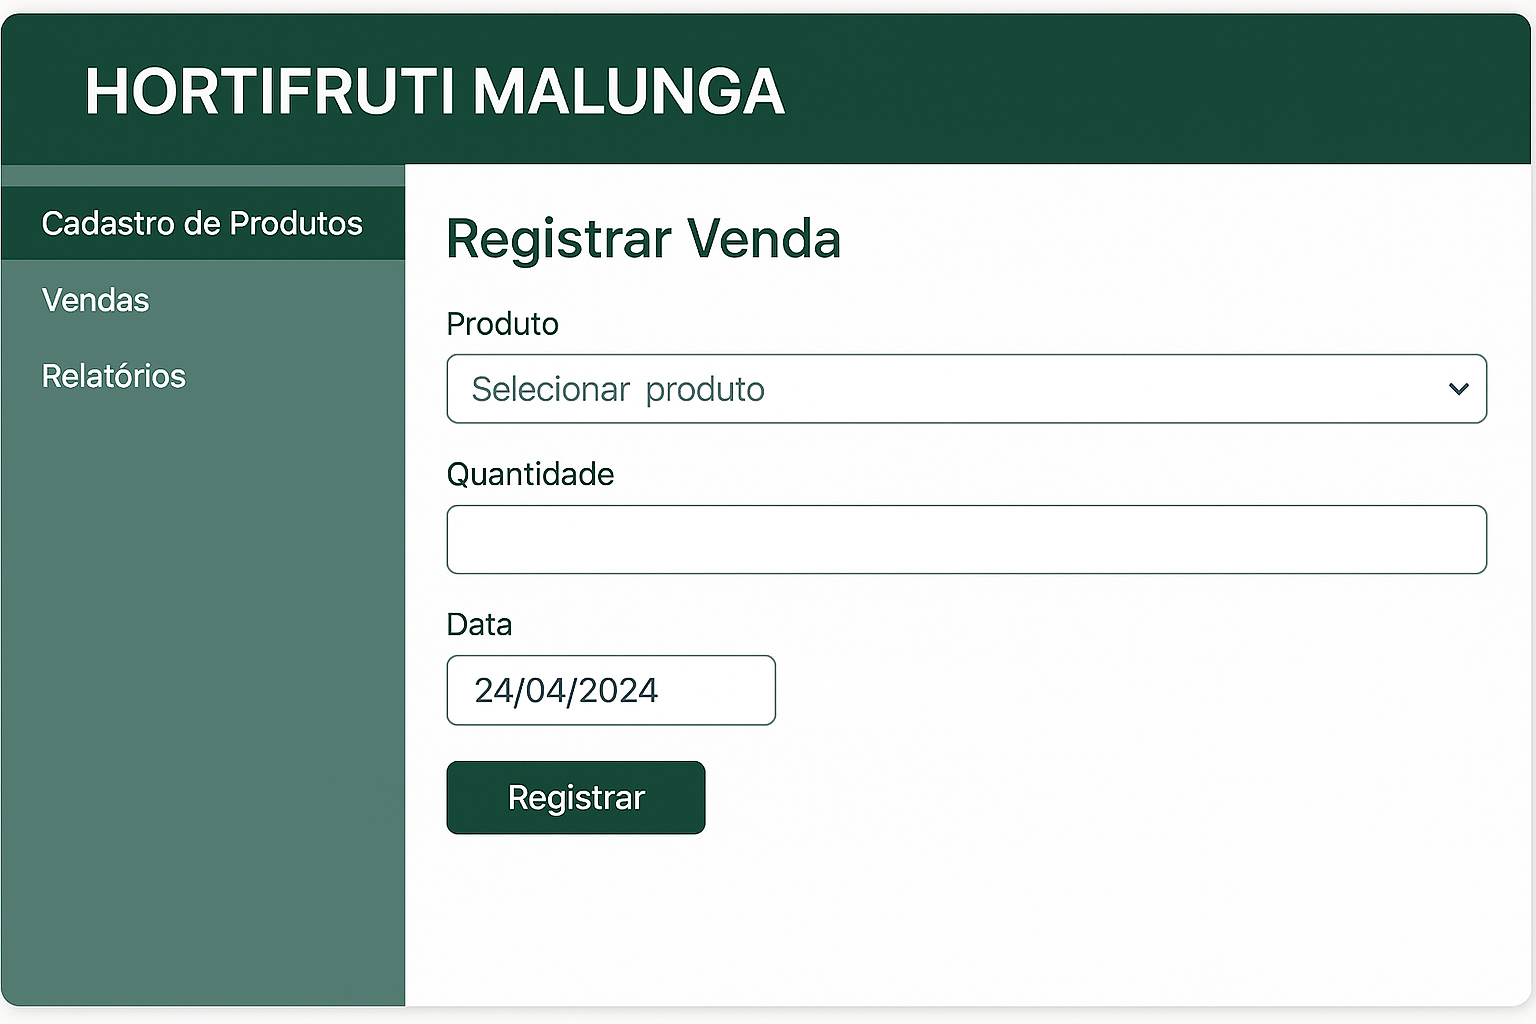 HORTIFRUTI MALUNGA
Cadastro de Produtos
Vendas
Relatórios
Registrar Venda
Produto
Selecionar produto
Quantidade
Data
24/04/2024
Registrar